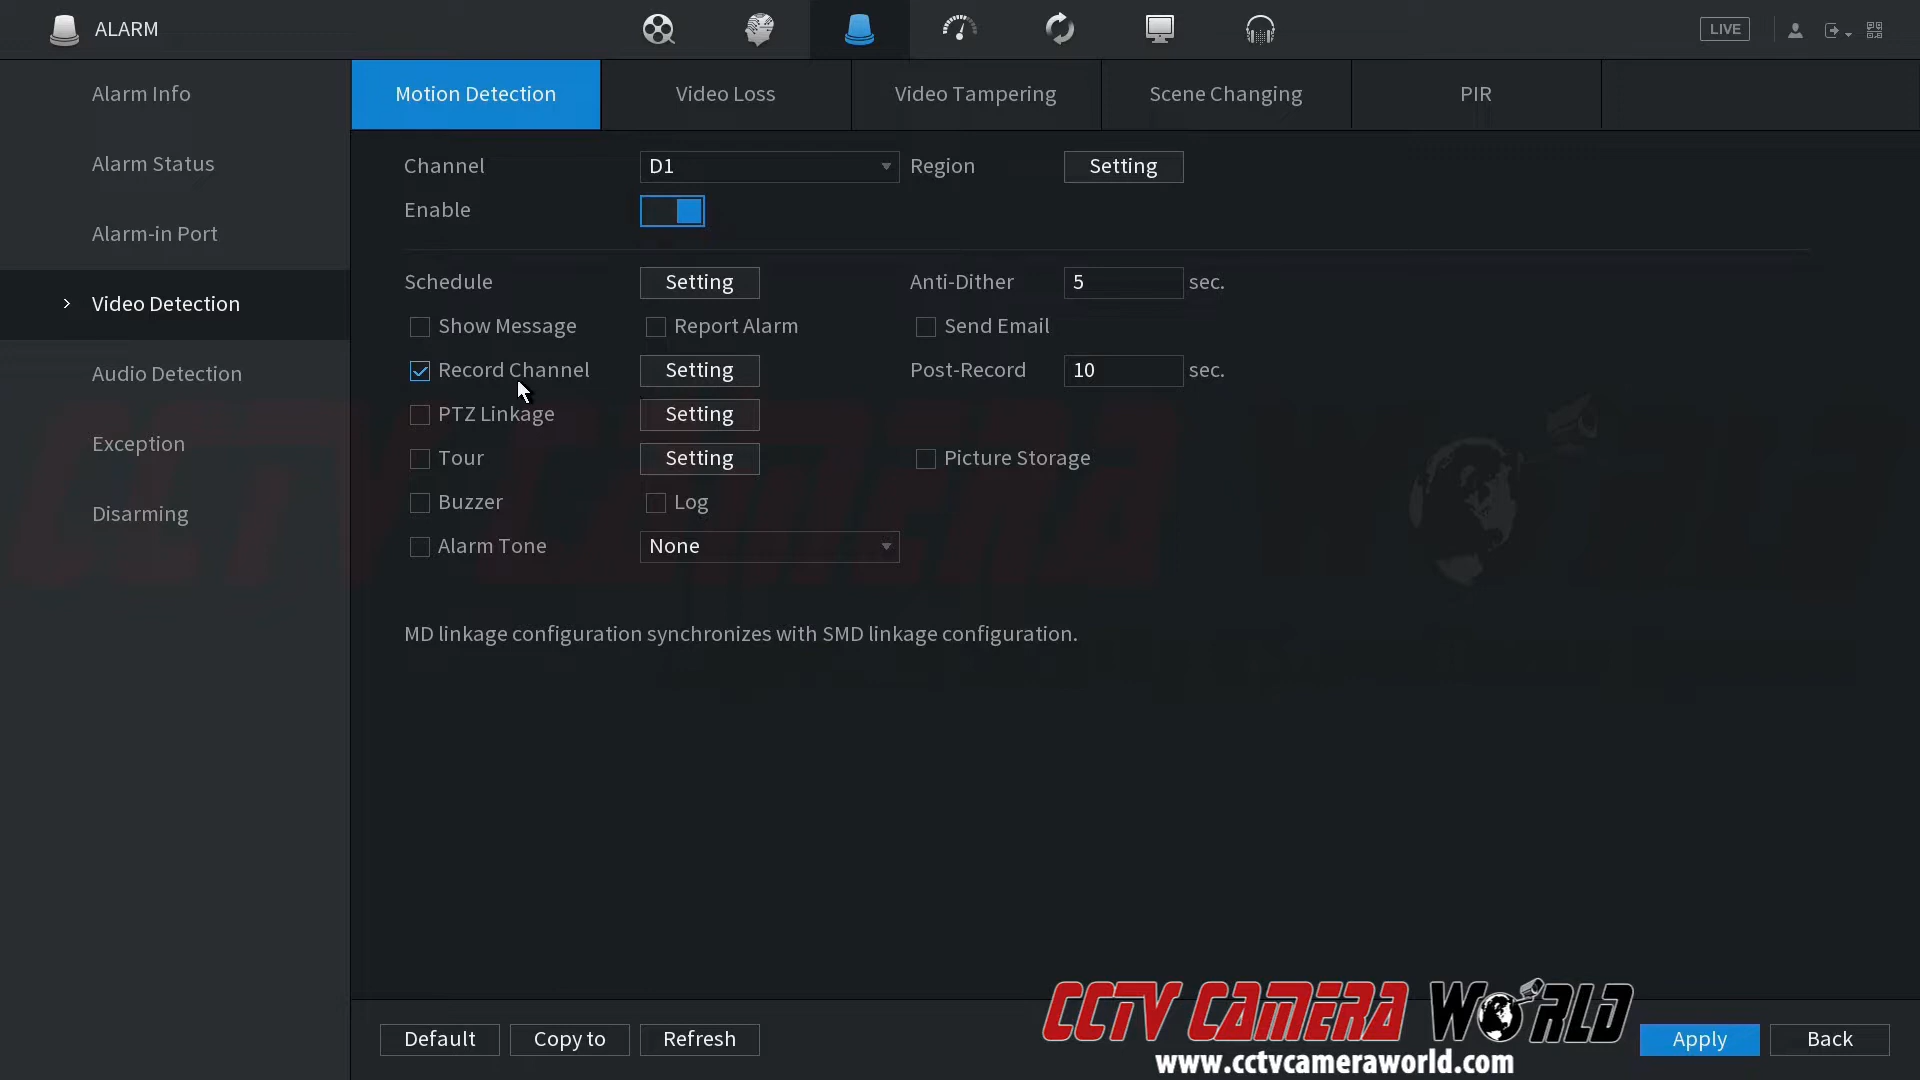 ALARM
LIVE
Alarm Info
Alarm Status
Alarm-in Port
Video Detection
Audio Detection
Exception
Disarming
Motion Detection
Video Loss
Video Tampering
Scene Changing
PIR
Channel D1 Region Setting
Enable
Schedule Setting Anti-Dither 5 sec.
Show Message Report Alarm Send Email
Record Channel Setting Post-Record 10 sec.
PTZ Linkage Setting
Tour Setting Picture Storage
Buzzer Log
Alarm Tone None
MD linkage configuration synchronizes with SMD linkage configuration.
Default Copy to Refresh Apply Back
CCTV CAMERA WORLD
www.cctvcameraworld.com
CCTV CAMERA WORLD